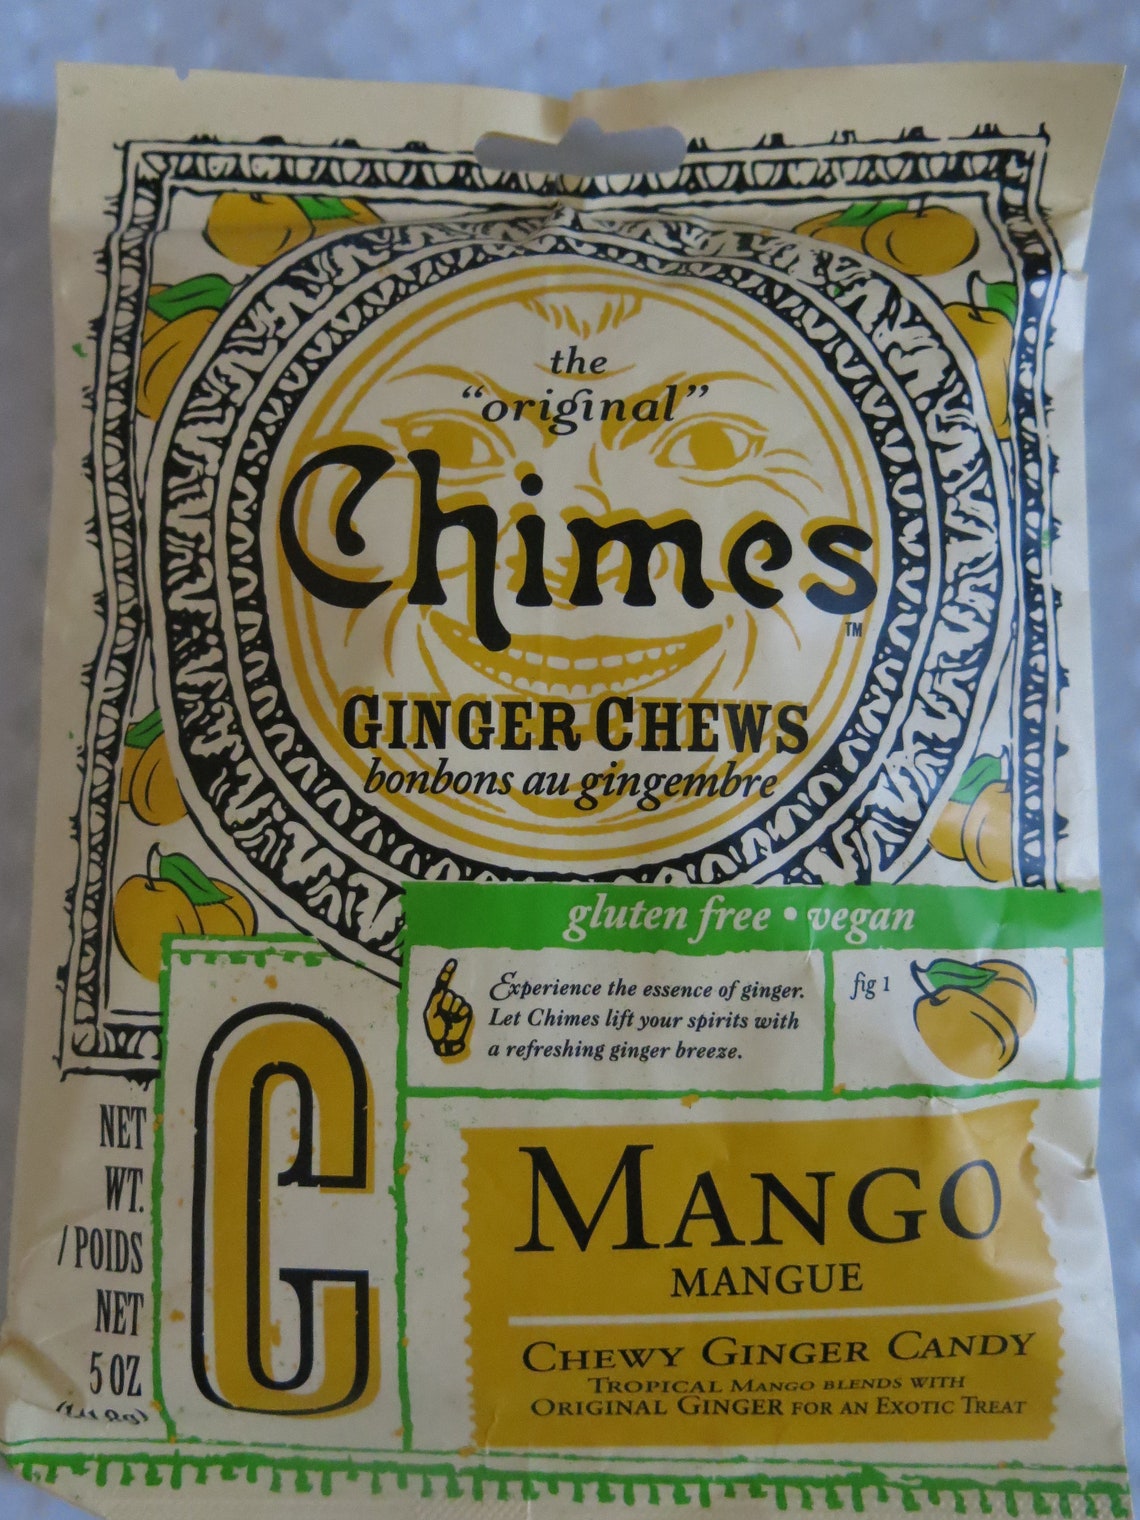 the
"original"
Chimes
TM
GINGER CHEWS
bonbons au gingembre
gluten free • vegan
Experience the essence of ginger.
Let Chimes lift your spirits with
a refreshing ginger breeze.
fig 1
C
NET
WT.
/POIDS
NET
5 OZ
MANGO
MANGUE
CHEWY GINGER CANDY
TROPICAL MANGO BLENDS WITH
ORIGINAL GINGER FOR AN EXOTIC TREAT